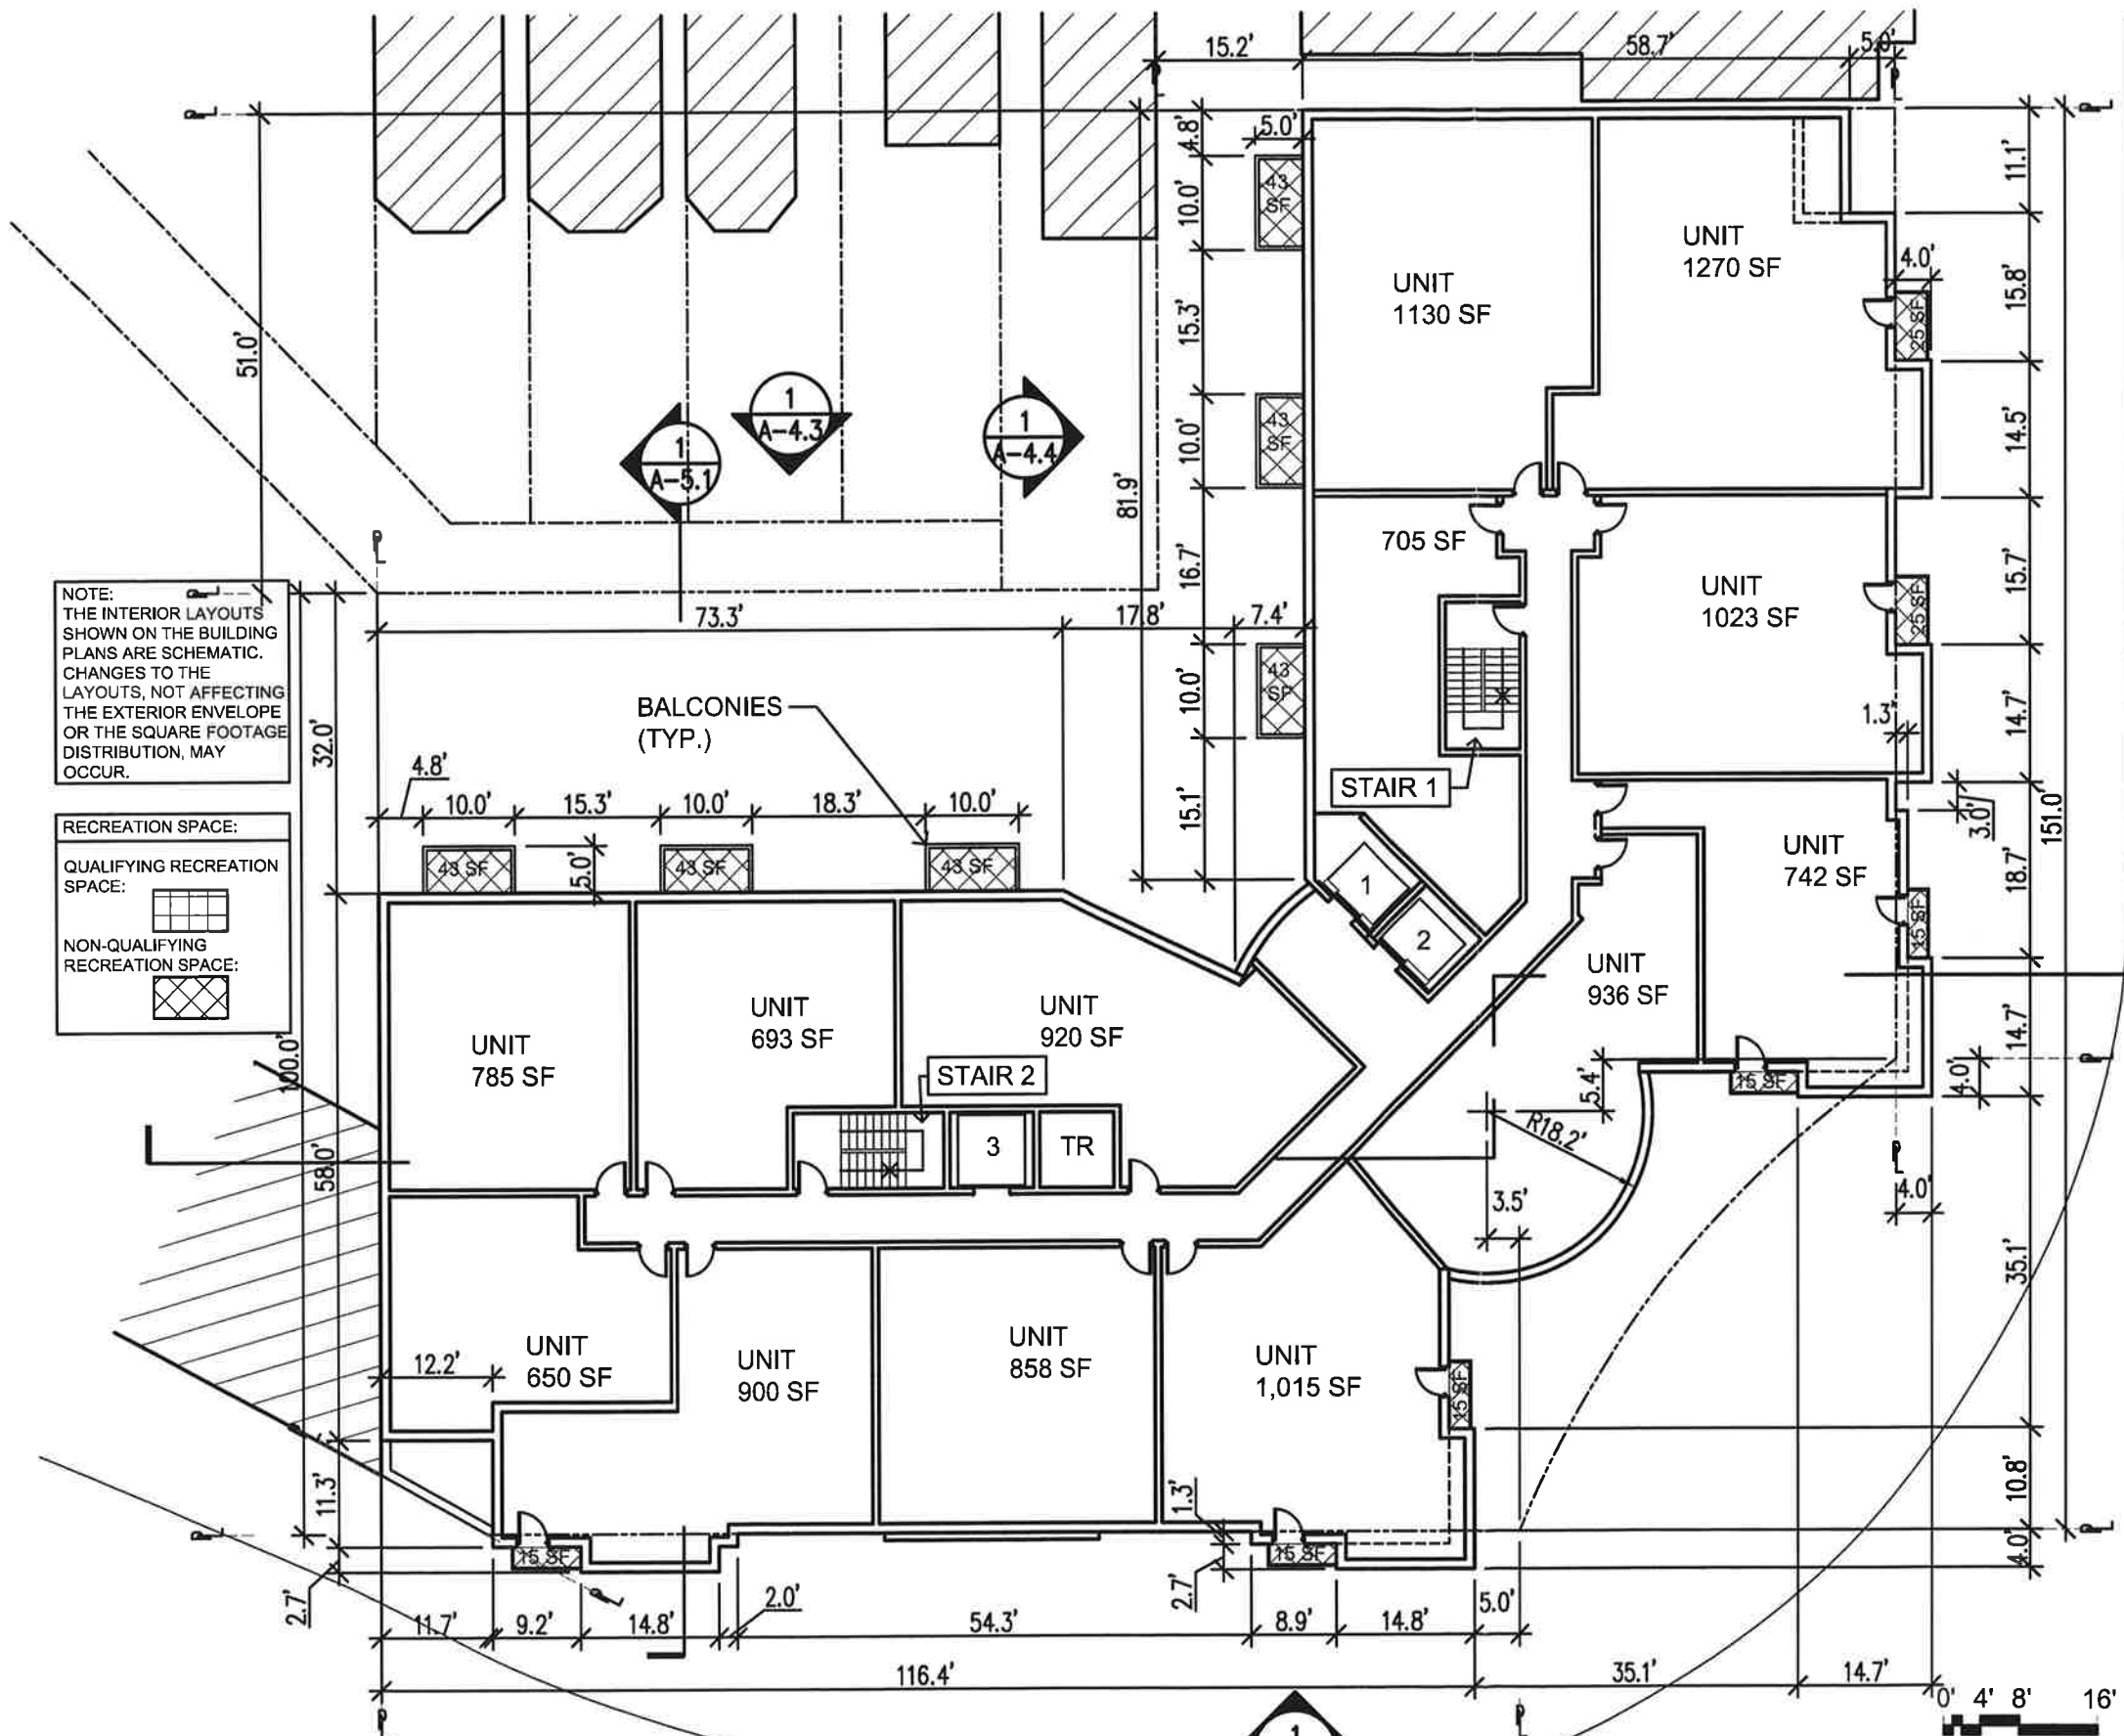 15.2'
58.7'
5.0'
51.0'
4.8'
5.0'
43
SF
10.0'
15.3'
43
SF
10.0'
81.9'
16.7'
43
SF
10.0'
15.1'
11.1'
15.8'
14.5'
15.7'
14.7'
3.0'
151.0'
18.7'
14.7'
4.0'
35.1'
10.8'
4.0'
UNIT
1130 SF
UNIT
1270 SF
4.0'
25 SF
1
A-5.1
1
A-4.3
1
A-4.4
705 SF
UNIT
1023 SF
25 SF
1.3'
STAIR 1
UNIT
742 SF
15 SF
1
2
UNIT
936 SF
15 SF
5.4'
R18.2'
3.5'
4.0'
NOTE:
THE INTERIOR LAYOUTS
SHOWN ON THE BUILDING
PLANS ARE SCHEMATIC.
CHANGES TO THE
LAYOUTS, NOT AFFECTING
THE EXTERIOR ENVELOPE
OR THE SQUARE FOOTAGE
DISTRIBUTION, MAY
OCCUR.
RECREATION SPACE:
QUALIFYING RECREATION
SPACE:
NON-QUALIFYING
RECREATION SPACE:
73.3'
17.8'
7.4'
32.0'
100.0'
58.0'
11.3'
2.7'
BALCONIES
(TYP.)
4.8'
10.0'
15.3'
10.0'
18.3'
10.0'
43 SF
5.0'
43 SF
43 SF
UNIT
785 SF
UNIT
693 SF
UNIT
920 SF
STAIR 2
3
TR
12.2'
UNIT
650 SF
UNIT
900 SF
UNIT
858 SF
UNIT
1,015 SF
15 SF
1.3'
2.7'
15 SF
15 SF
11.7'
9.2'
14.8'
2.0'
54.3'
8.9'
14.8'
5.0'
116.4'
35.1'
14.7'
0' 4' 8' 16'
1